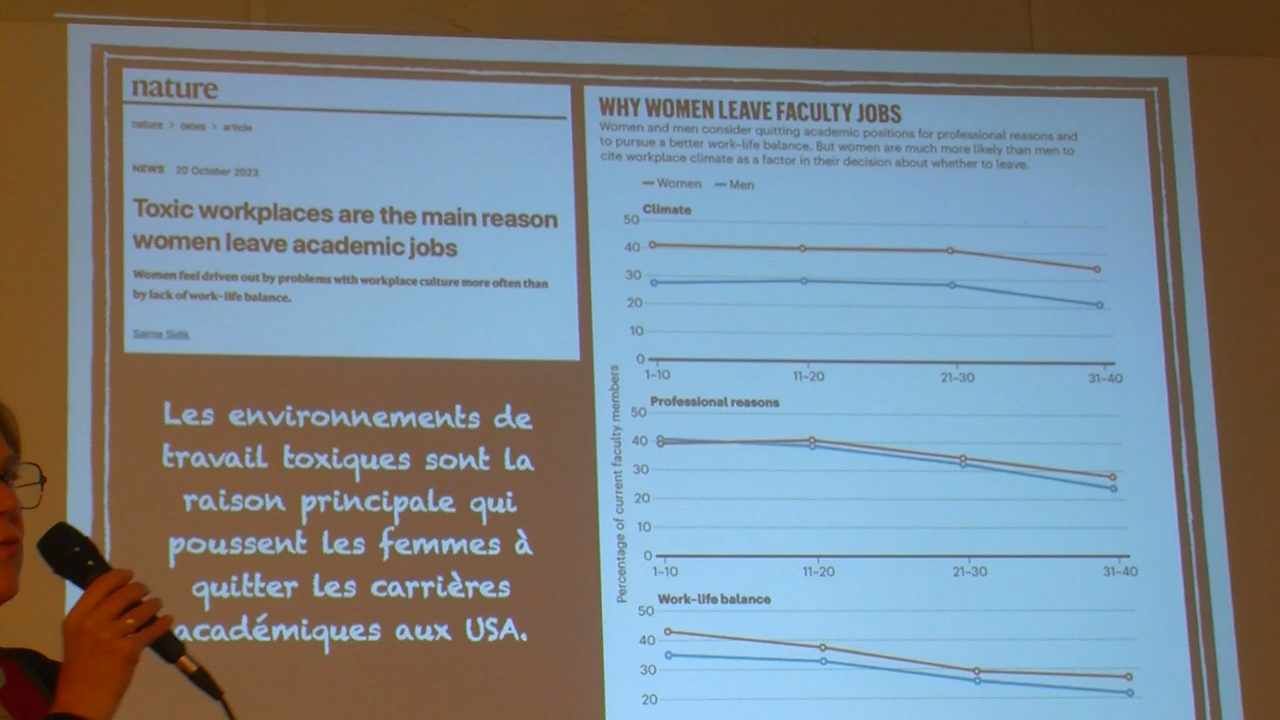 nature
nature > news > article
NEWS 20 October 2023
Toxic workplaces are the main reason
women leave academic jobs
Women feel driven out by problems with workplace culture more often than
by lack of work-life balance.
Saima Sidik
Les environnements de
travail toxiques sont la
raison principale qui
poussent les femmes à
quitter les carrières
académiques aux USA.
WHY WOMEN LEAVE FACULTY JOBS
Women and men consider quitting academic positions for professional reasons and
to pursue a better work-life balance. But women are much more likely than men to
cite workplace climate as a factor in their decision about whether to leave.
Women Men
Percentage of current faculty members
Climate
50
40
30
20
10
0
1-10 11-20 21-30 31-40
Professional reasons
50
40
30
20
10
0
1-10 11-20 21-30 31-40
Work-life balance
50
40
30
20